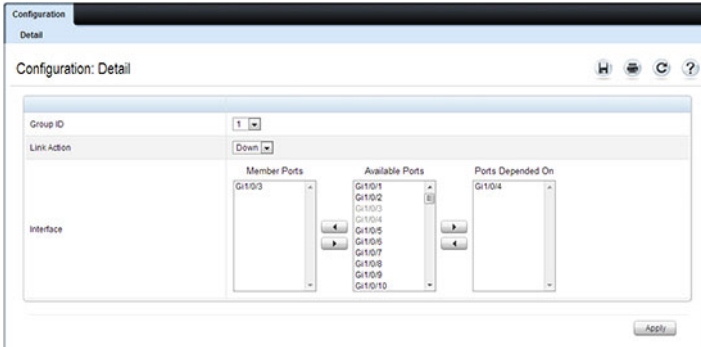 Configuration
Detail
Configuration: Detail
Group ID
1
Link Action
Down
Member Ports
Available Ports
Ports Depended On
Interface
Gi1/0/3
Gi1/0/1
Gi1/0/2
Gi1/0/3
Gi1/0/4
Gi1/0/5
Gi1/0/6
Gi1/0/7
Gi1/0/8
Gi1/0/9
Gi1/0/10
Gi1/0/4
Apply